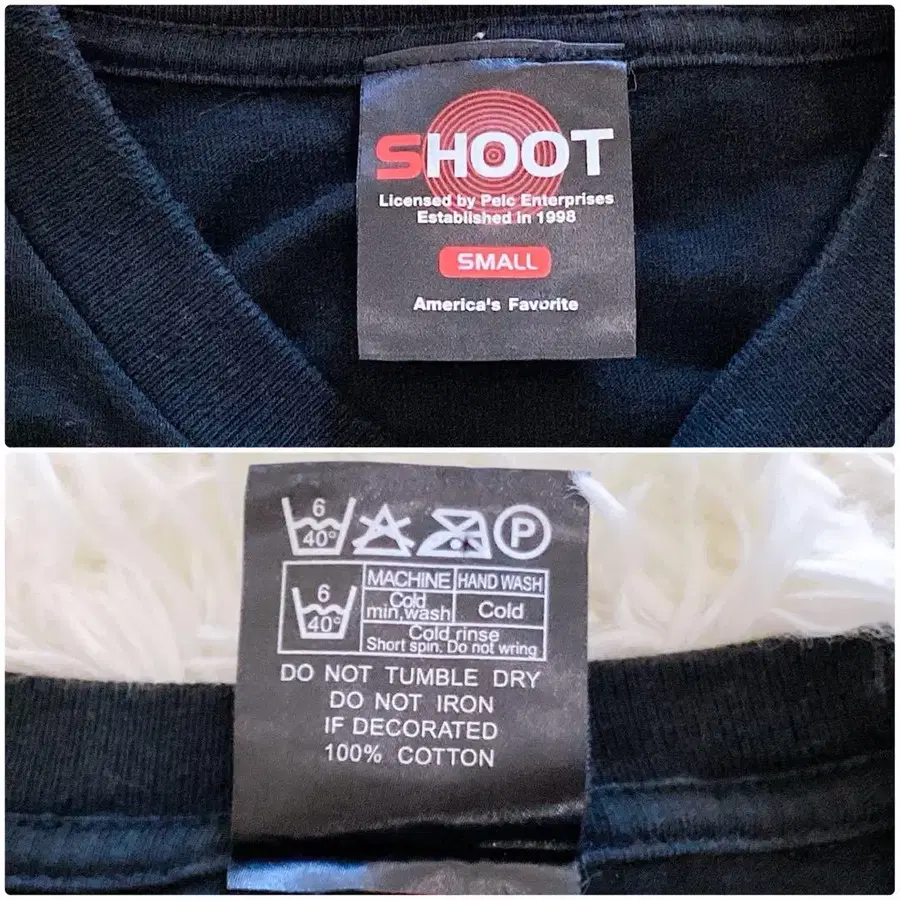 SHOOT
Licensed by Pelc Enterprises
Established in 1998
SMALL
America's Favorite
6
40°
P
MACHINE HAND WASH
6
40°
Cold
min,wash
Cold
Cold rinse
Short spin. Do not wring
DO NOT TUMBLE DRY
DO NOT IRON
IF DECORATED
100% COTTON